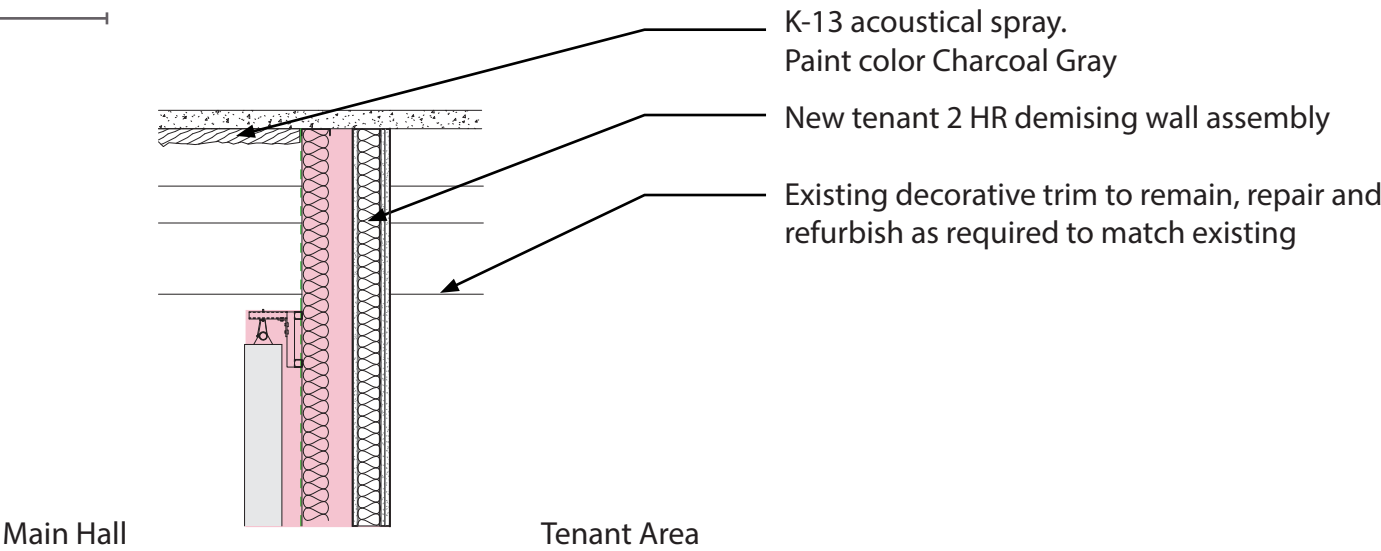 K-13 acoustical spray.
Paint color Charcoal Gray
New tenant 2 HR demising wall assembly
Existing decorative trim to remain, repair and
refurbish as required to match existing
Main Hall
Tenant Area